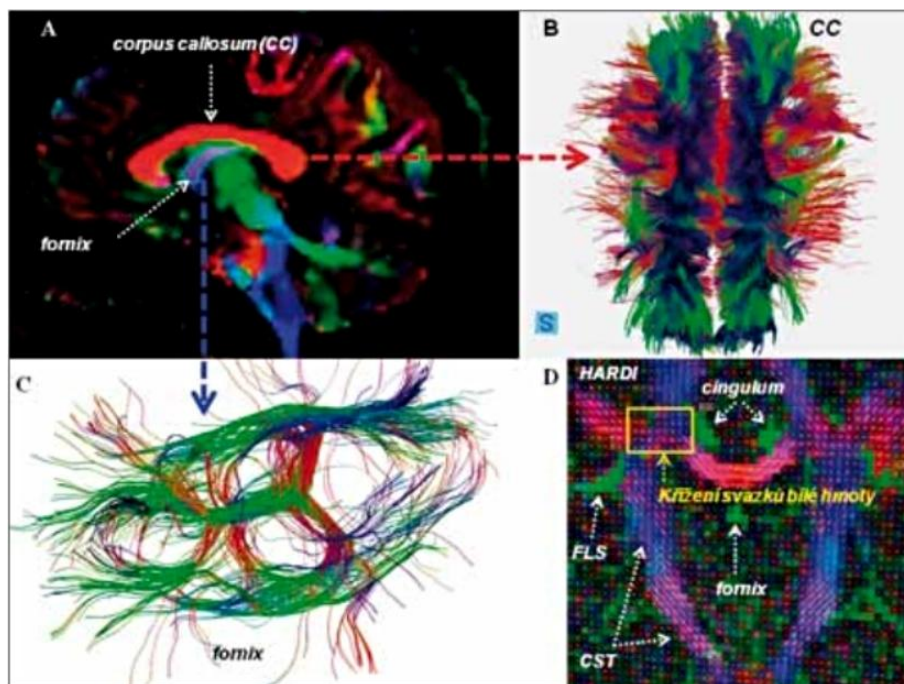 A
corpus callosum (CC)
fornix
B
CC
S
C
fornix
D
HARDI
cingulum
Křížení svazků bílé hmoty
FLS
fornix
CST